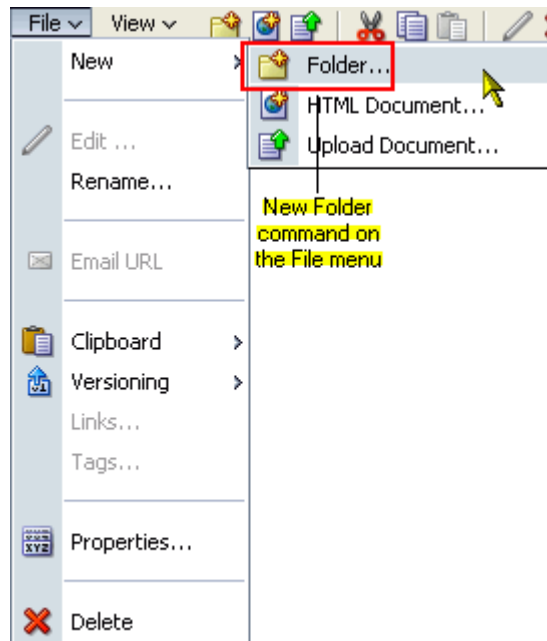 File View
New
Folder...
HTML Document...
Upload Document...
Edit ...
Rename...
New Folder
command on
the File menu
Email URL
Clipboard
Versioning
Links...
Tags...
XYZ
Properties...
Delete